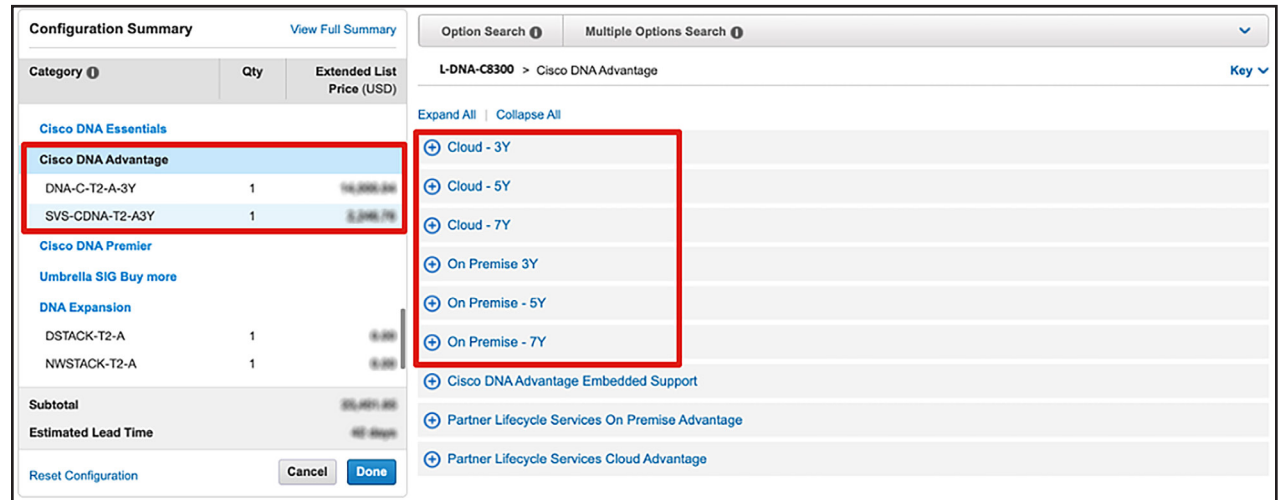 Configuration Summary
View Full Summary
Category
Qty
Extended List
Price (USD)
Cisco DNA Essentials
Cisco DNA Advantage
DNA-C-T2-A-3Y 1
SVS-CDNA-T2-A3Y 1
Cisco DNA Premier
Umbrella SIG Buy more
DNA Expansion
DSTACK-T2-A 1
NWSTACK-T2-A 1
Subtotal
Estimated Lead Time
Reset Configuration
Cancel
Done
Option Search
Multiple Options Search
L-DNA-C8300 > Cisco DNA Advantage
Key
Expand All | Collapse All
Cloud - 3Y
Cloud - 5Y
Cloud - 7Y
On Premise 3Y
On Premise - 5Y
On Premise - 7Y
Cisco DNA Advantage Embedded Support
Partner Lifecycle Services On Premise Advantage
Partner Lifecycle Services Cloud Advantage